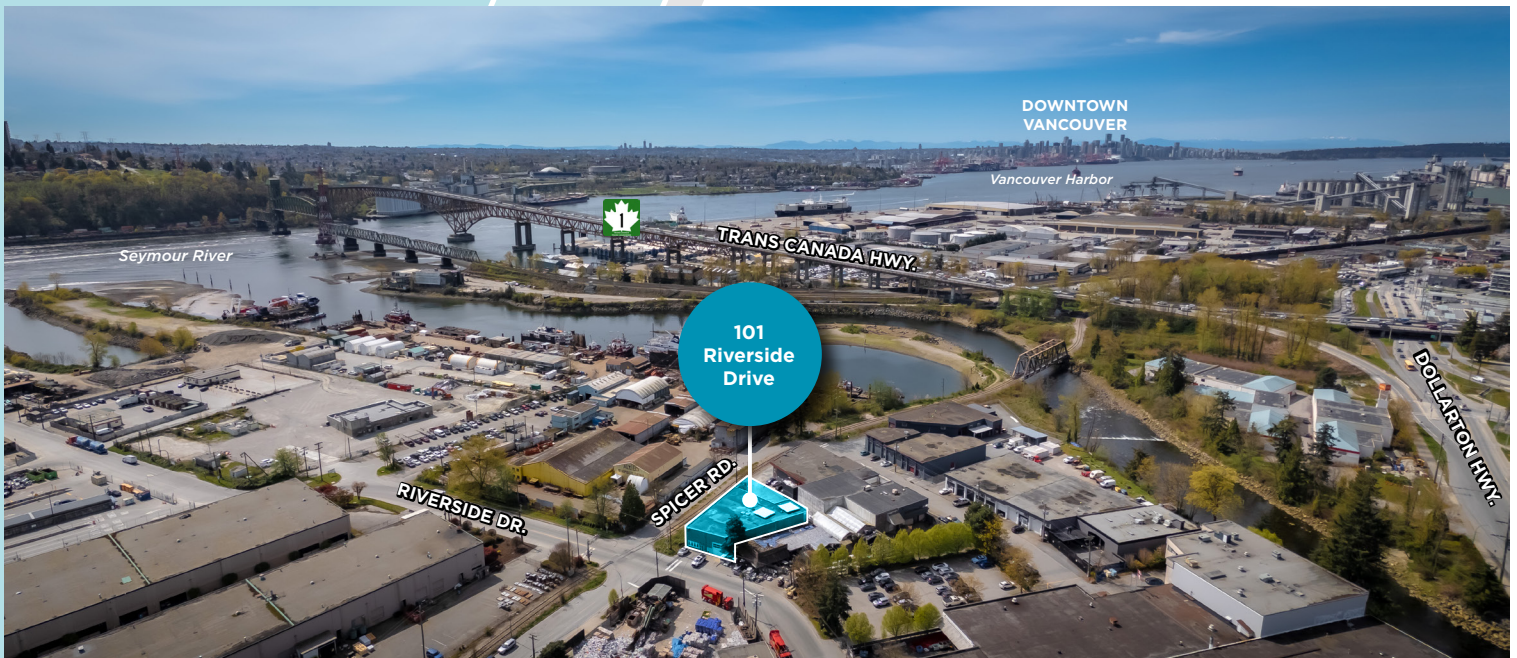 DOWNTOWN
VANCOUVER
Vancouver Harbor
1
TRANS CANADA HWY.
Seymour River
101
Riverside
Drive
DOLLARTON HWY.
SPICER RD.
RIVERSIDE DR.